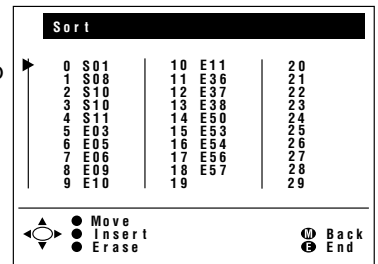 Sort
0 S01 10 E11 20
1 S08 11 E36 21
2 S10 12 E37 22
3 S10 13 E38 23
4 S11 14 E50 24
5 E03 15 E53 25
6 E05 16 E54 26
7 E06 17 E56 27
8 E09 18 E57 28
9 E10 19 29
Move
Insert M Back
Erase E End